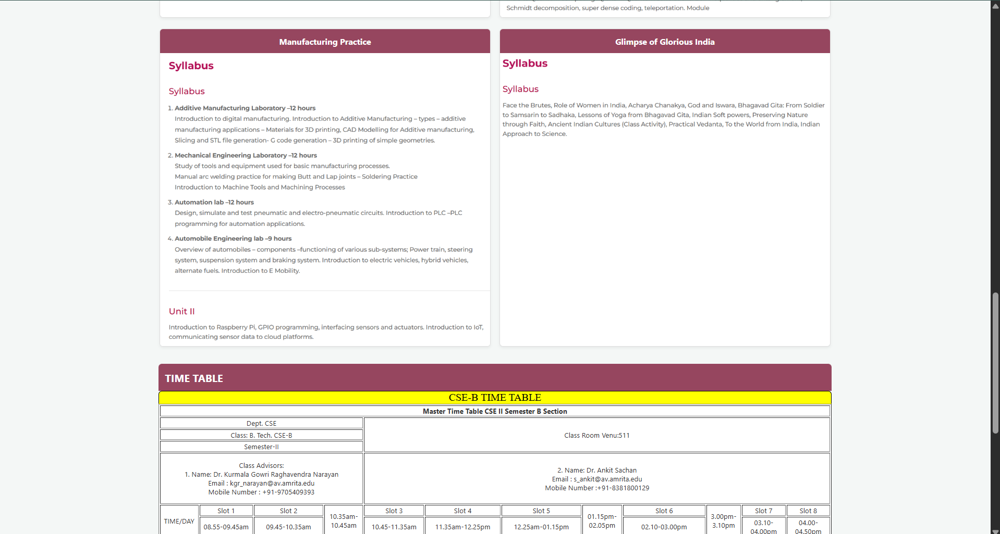 Schmidt decomposition, super dense coding, teleportation. Module
Manufacturing Practice
Syllabus
Syllabus
1. Additive Manufacturing Laboratory –12 hours
Introduction to digital manufacturing. Introduction to Additive Manufacturing – types – additive
manufacturing applications – Materials for 3D printing, CAD Modelling for Additive manufacturing,
Slicing and STL file generation- G code generation – 3D printing of simple geometries.
2. Mechanical Engineering Laboratory –12 hours
Study of tools and equipment used for basic manufacturing processes.
Manual arc welding practice for making Butt and Lap joints – Soldering Practice
Introduction to Machine Tools and Machining Processes
3. Automation lab –12 hours
Design, simulate and test pneumatic and electro-pneumatic circuits. Introduction to PLC –PLC
programming for automation applications.
4. Automobile Engineering lab –9 hours
Overview of automobiles – components –functioning of various sub-systems; Power train, steering
system, suspension system and braking system. Introduction to electric vehicles, hybrid vehicles,
alternate fuels. Introduction to E Mobility.
Unit II
Introduction to Raspberry Pi, GPIO programming, interfacing sensors and actuators. Introduction to IoT,
communicating sensor data to cloud platforms.
Glimpse of Glorious India
Syllabus
Syllabus
Face the Brutes, Role of Women in India, Acharya Chanakya, God and Iswara, Bhagavad Gita: From Soldier
to Samsarin to Sadhaka, Lessons of Yoga from Bhagavad Gita, Indian Soft powers, Preserving Nature
through Faith, Ancient Indian Cultures (Class Activity), Practical Vedanta, To the World from India, Indian
Approach to Science.
TIME TABLE
CSE-B TIME TABLE
Master Time Table CSE II Semester B Section
Dept. CSE
Class: B. Tech. CSE-B
Semester-II
Class Room Venu:511
Class Advisors:
1. Name: Dr. Kurmala Gowri Raghavendra Narayan
Email : kgr_narayan@av.amrita.edu
Mobile Number : +91-9705409393
2. Name: Dr. Ankit Sachan
Email : s_ankit@av.amrita.edu
Mobile Number :+91-8381800129
TIME/DAY
Slot 1
08.55-09.45am
Slot 2
09.45-10.35am
10.35am-
10.45am
Slot 3
10.45-11.35am
Slot 4
11.35am-12.25pm
Slot 5
12.25am-01.15pm
01.15pm-
02.05pm
Slot 6
02.10-03.00pm
3.00pm-
3.10pm
Slot 7
03.10-
04.00pm
Slot 8
04.00-
04.50pm